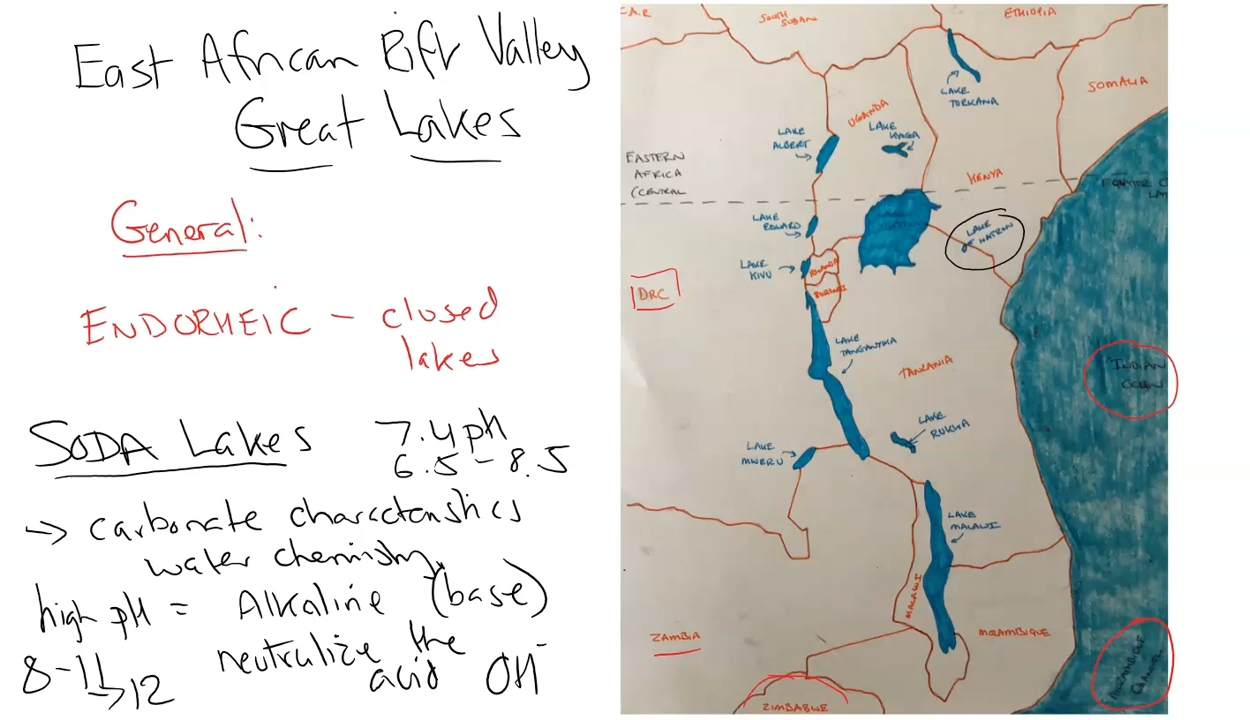 East African Rift Valley
Great Lakes
General:
ENDORHEIC - closed
lakes
SODA Lakes
7.4 pH
6.5 - 8.5
→ carbonate characteristics
water chemistry
high pH = Alkaline (base)
8-11 → 12
neutralize the
acid OH⁻
C.A.R
SOUTH
SUDAN
ETHIOPIA
SOMALIA
LAKE
TORKANA
UGANDA
LAKE
KYOGA
LAKE
ALBERT
EASTERN
AFRICA
(CENTRAL
KENYA
LAKE
EDWARD
LAKE
OF NATRON
LAKE
KIVU
RWANDA
BURUNDI
DRC
LAKE
TANGANYIKA
TANZANIA
INDIAN
OCEAN
LAKE
RUKWA
LAKE
MWERU
LAKE
MALAWI
MALAWI
ZAMBIA
MOZAMBIQUE
MOZAMBIQUE
CHANNEL
ZIMBABWE